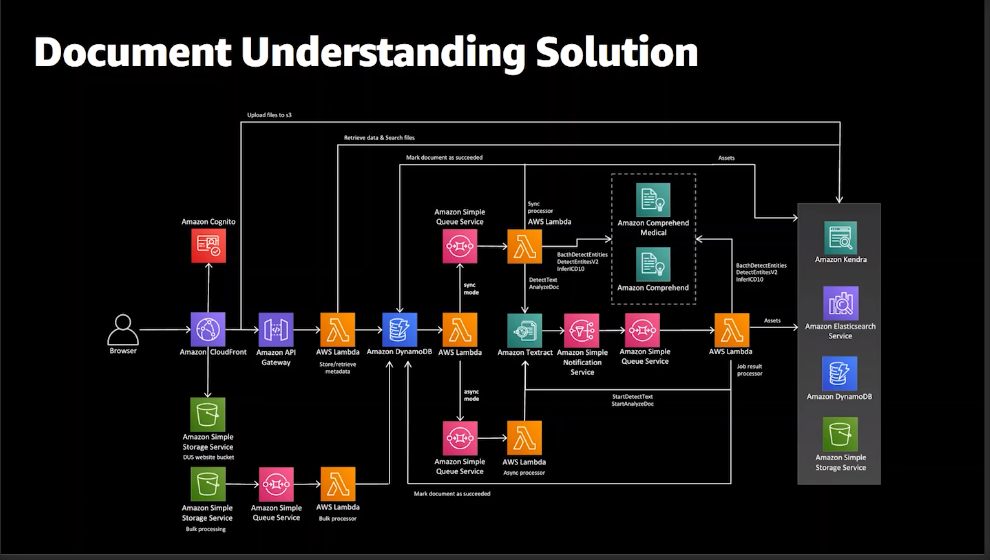 Document Understanding Solution
Upload files to s3
Retrieve data & Search files
Mark document as succeeded
Assets
Amazon Cognito
Amazon Simple
Queue Service
Sync
processor
AWS Lambda
Amazon Comprehend
Medical
Amazon Comprehend
BacthDetectEntities
DetectEntitesV2
InferICD10
BacthDetectEntities
DetectEntitesV2
InferICD10
DetectText
AnalyzeDoc
sync
mode
Browser
Amazon CloudFront
Amazon API
Gateway
AWS Lambda
Store/retrieve
metadata
Amazon DynamoDB
AWS Lambda
Amazon Textract
Amazon Simple
Notification
Service
Amazon Simple
Queue Service
AWS Lambda
Job result
processor
Assets
Amazon Kendra
Amazon Elasticsearch
Service
Amazon DynamoDB
Amazon Simple
Storage Service
async
mode
StartDetectText
StartAnalyzeDoc
Amazon Simple
Storage Service
DUS website bucket
Amazon Simple
Queue Service
AWS Lambda
Async processor
Mark document as succeeded
Amazon Simple
Storage Service
Bulk processing
Amazon Simple
Queue Service
AWS Lambda
Bulk processor